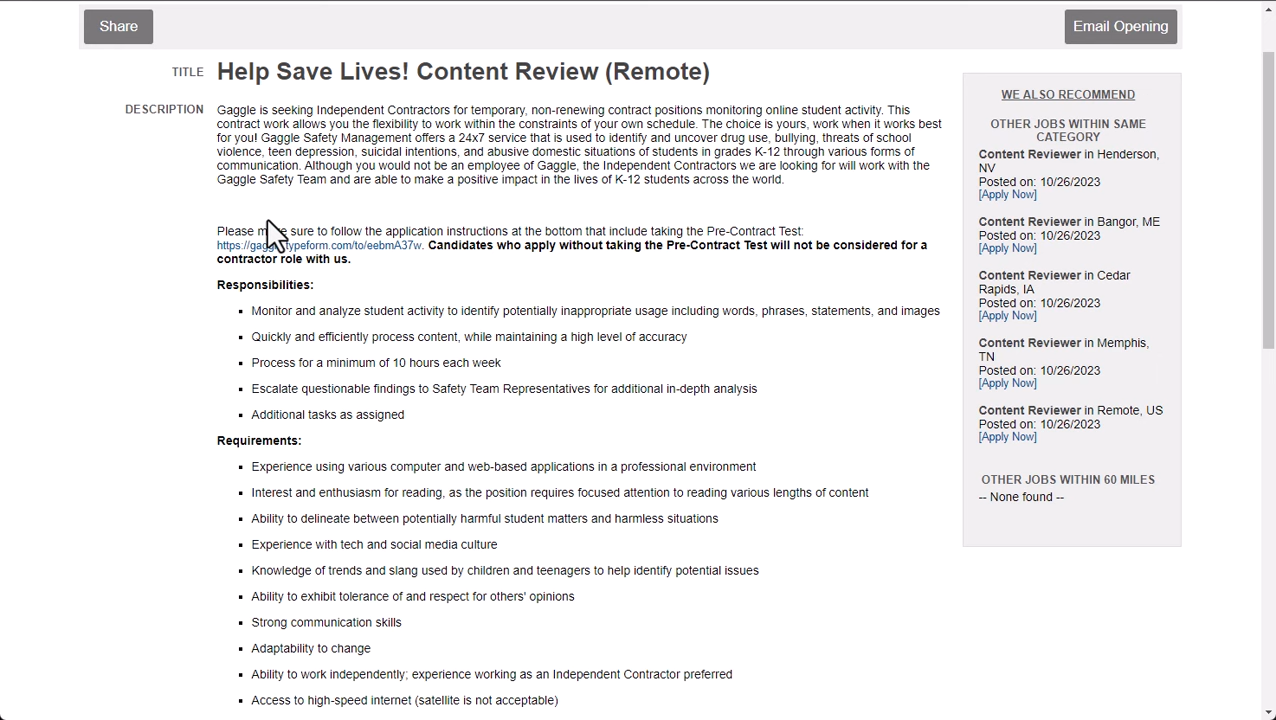 Share
Email Opening
TITLE
Help Save Lives! Content Review (Remote)
DESCRIPTION
Gaggle is seeking Independent Contractors for temporary, non-renewing contract positions monitoring online student activity. This
contract work allows you the flexibility to work within the constraints of your own schedule. The choice is yours, work when it works best
for you! Gaggle Safety Management offers a 24x7 service that is used to identify and uncover drug use, bullying, threats of school
violence, teen depression, suicidal intentions, and abusive domestic situations of students in grades K-12 through various forms of
communication. Although you would not be an employee of Gaggle, the Independent Contractors we are looking for will work with the
Gaggle Safety Team and are able to make a positive impact in the lives of K-12 students across the world.
Please sure to follow the application instructions at the bottom that include taking the Pre-Contract Test:
typeform.com/to/eebmA37w. Candidates who apply without taking the Pre-Contract Test will not be considered for a
contractor role with us.
Responsibilities:
▪ Monitor and analyze student activity to identify potentially inappropriate usage including words, phrases, statements, and images
▪ Quickly and efficiently process content, while maintaining a high level of accuracy
▪ Process for a minimum of 10 hours each week
▪ Escalate questionable findings to Safety Team Representatives for additional in-depth analysis
▪ Additional tasks as assigned
Requirements:
▪ Experience using various computer and web-based applications in a professional environment
▪ Interest and enthusiasm for reading, as the position requires focused attention to reading various lengths of content
▪ Ability to delineate between potentially harmful student matters and harmless situations
▪ Experience with tech and social media culture
▪ Knowledge of trends and slang used by children and teenagers to help identify potential issues
▪ Ability to exhibit tolerance of and respect for others' opinions
▪ Strong communication skills
▪ Adaptability to change
▪ Ability to work independently; experience working as an Independent Contractor preferred
▪ Access to high-speed internet (satellite is not acceptable)
WE ALSO RECOMMEND
OTHER JOBS WITHIN SAME
CATEGORY
Content Reviewer in Henderson,
NV
Posted on: 10/26/2023
[Apply Now]
Content Reviewer in Bangor, ME
Posted on: 10/26/2023
[Apply Now]
Content Reviewer in Cedar
Rapids, IA
Posted on: 10/26/2023
[Apply Now]
Content Reviewer in Memphis,
TN
Posted on: 10/26/2023
[Apply Now]
Content Reviewer in Remote, US
Posted on: 10/26/2023
[Apply Now]
OTHER JOBS WITHIN 60 MILES
-- None found --